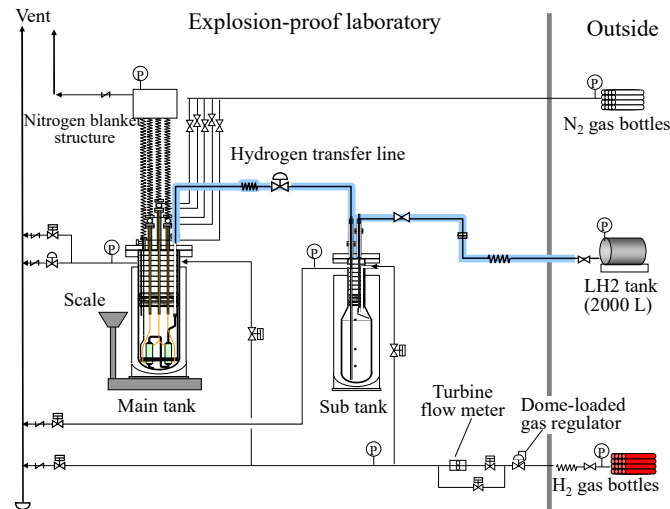 Vent
Explosion-proof laboratory
Outside
P
P
Nitrogen blanket
structure
N2 gas bottles
Hydrogen transfer line
P
P
P
LH2 tank
(2000 L)
Scale
Main tank
Sub tank
Turbine
flow meter
Dome-loaded
gas regulator
P
P
H2 gas bottles